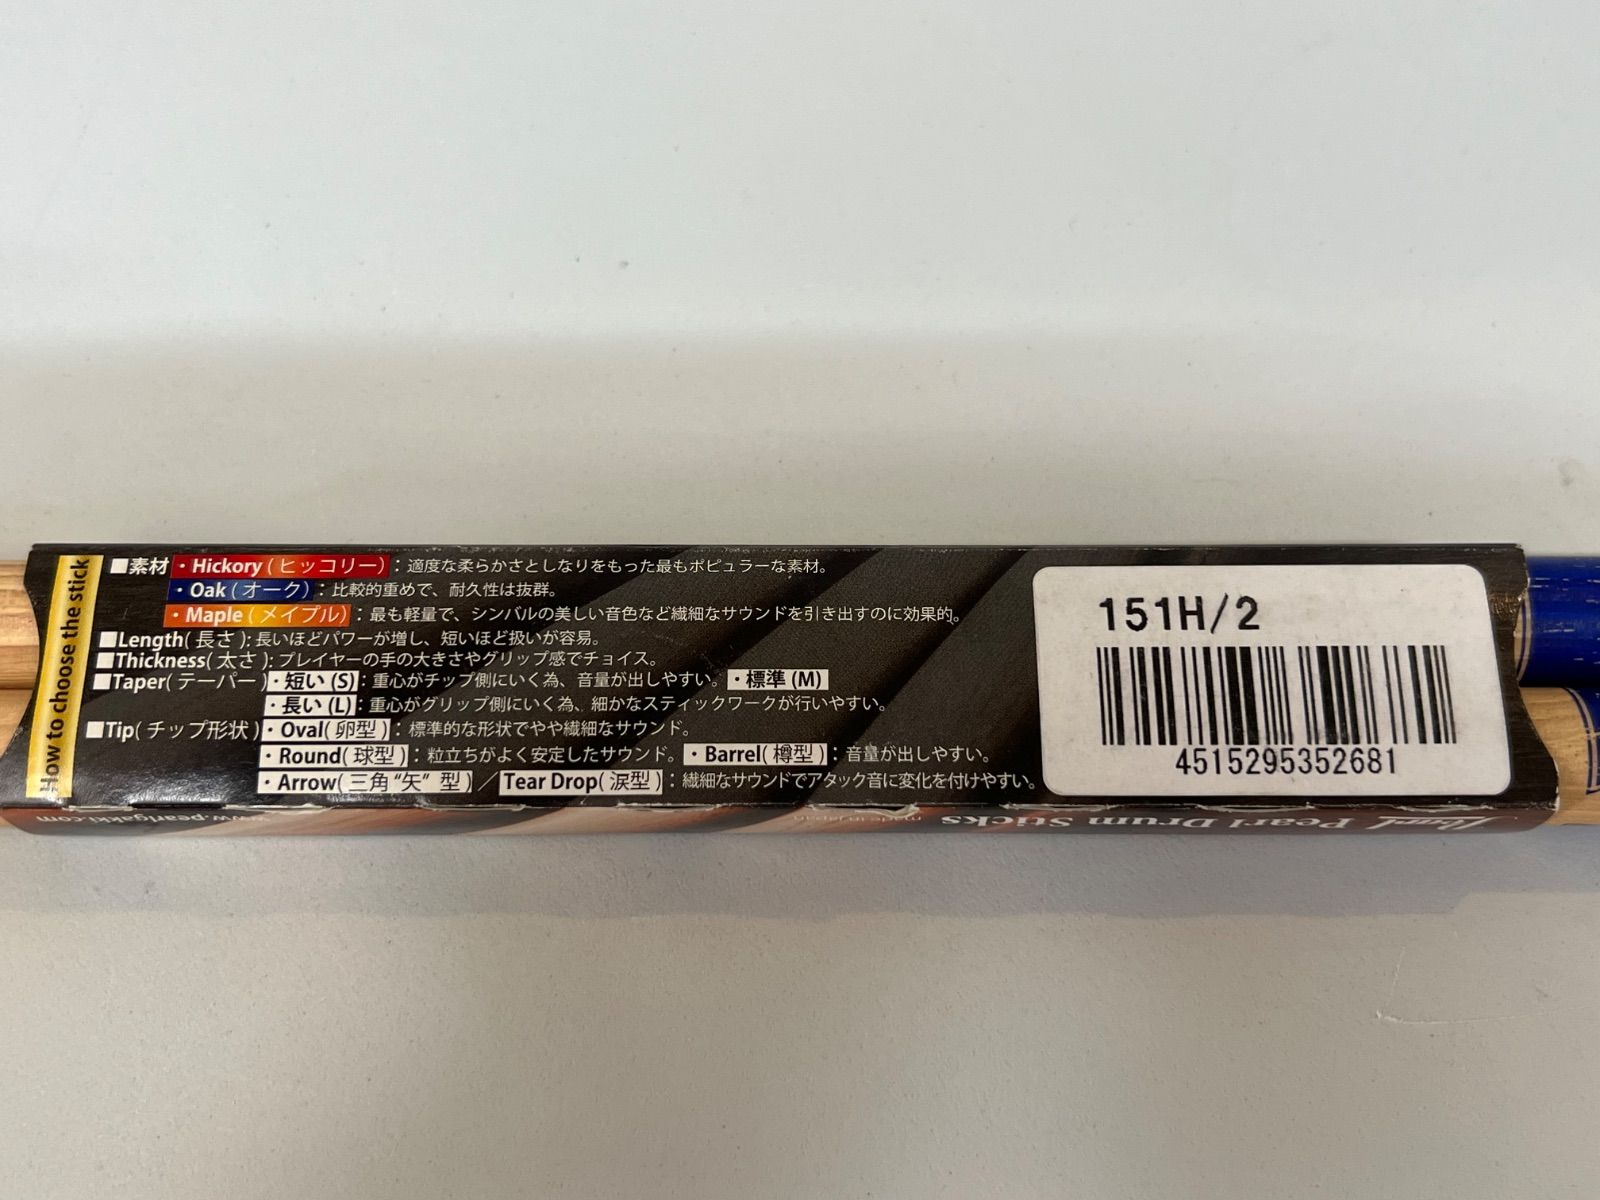 How to choose the stick
■素材 ・Hickory(ヒッコリー)：適度な柔らかさとしなりをもった最もポピュラーな素材。
・Oak(オーク)：比較的重めで、耐久性は抜群。
・Maple(メイプル)：最も軽量で、シンバルの美しい音色など繊細なサウンドを引き出すのに効果的。
■Length(長さ):長いほどパワーが増し、短いほど扱いが容易。
■Thickness(太さ):プレイヤーの手の大きさやグリップ感でチョイス。
■Taper(テーパー)・短い(S)：重心がチップ側にいく為、音量が出しやすい。・標準(M)
・長い(L)：重心がグリップ側にいく為、細かなスティックワークが行いやすい。
■Tip(チップ形状)・Oval(卵型)：標準的な形状でやや繊細なサウンド。
・Round(球型)：粒立ちがよく安定したサウンド。・Barrel(樽型)：音量が出しやすい。
・Arrow(三角“矢”型)／Tear Drop(涙型)：繊細なサウンドでアタック音に変化を付けやすい。
151H/2
4515295352681
Pearl Pearl Drum Sticks made in Japan www.pearlgakki.com